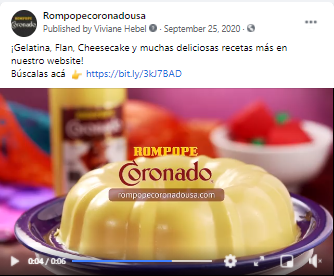 Rompopecoronadousa
Published by Viviane Hebel · September 25, 2020 ·
¡Gelatina, Flan, Cheesecake y muchas deliciosas recetas más en
nuestro website!
Búscalas acá 👉 https://bit.ly/3kJ7BAD
ROMPOPE
Coronado
rompopecoronadousa.com
0:04 / 0:06